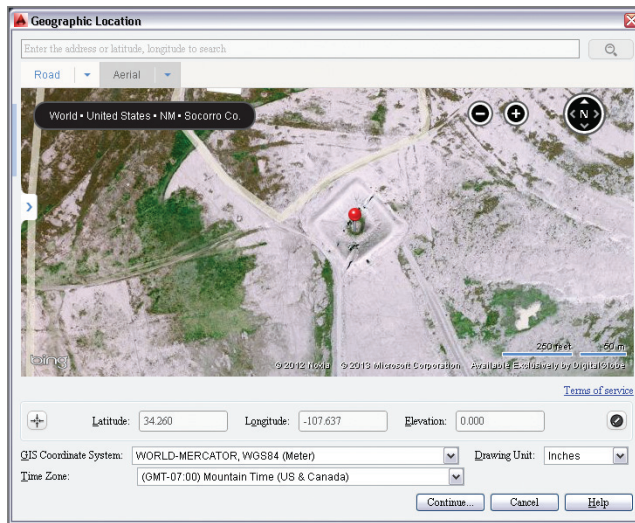 Geographic Location
Enter the address or latitude, longitude to search
Road Aerial
World • United States • NM • Socorro Co.
N
250 feet 50 m
bing © 2012 Nokia © 2013 Microsoft Corporation Available Exclusively by DigitalGlobe
Terms of service
Latitude: 34.260 Longitude: -107.637 Elevation: 0.000
GIS Coordinate System: WORLD-MERCATOR, WGS84 (Meter) Drawing Unit: Inches
Time Zone: (GMT-07:00) Mountain Time (US & Canada)
Continue... Cancel Help